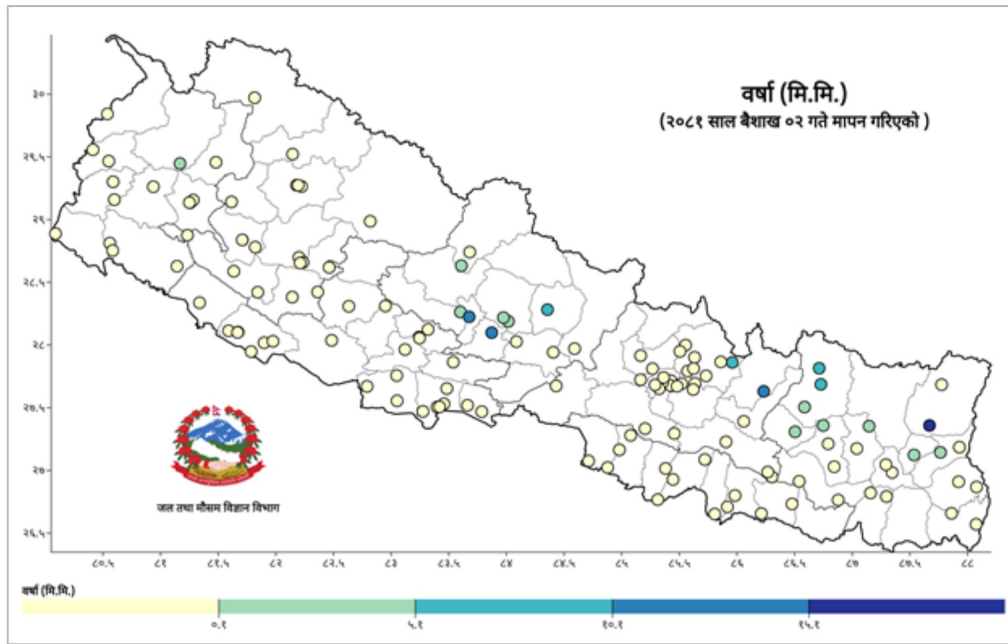 वर्षा (मि.मि.)
(२०८१ साल बैशाख ०२ गते मापन गरिएको )
३०
२९.५
२९
२८.५
२८
२७.५
२७
२६.५
जल तथा मौसम विज्ञान विभाग
८०.५ ८१ ८१.५ ८२ ८२.५ ८३ ८३.५ ८४ ८४.५ ८५ ८५.५ ८६ ८६.५ ८७ ८७.५ ८८
वर्षा (मि.मि.)
०.१ ५.१ १०.१ १५.१